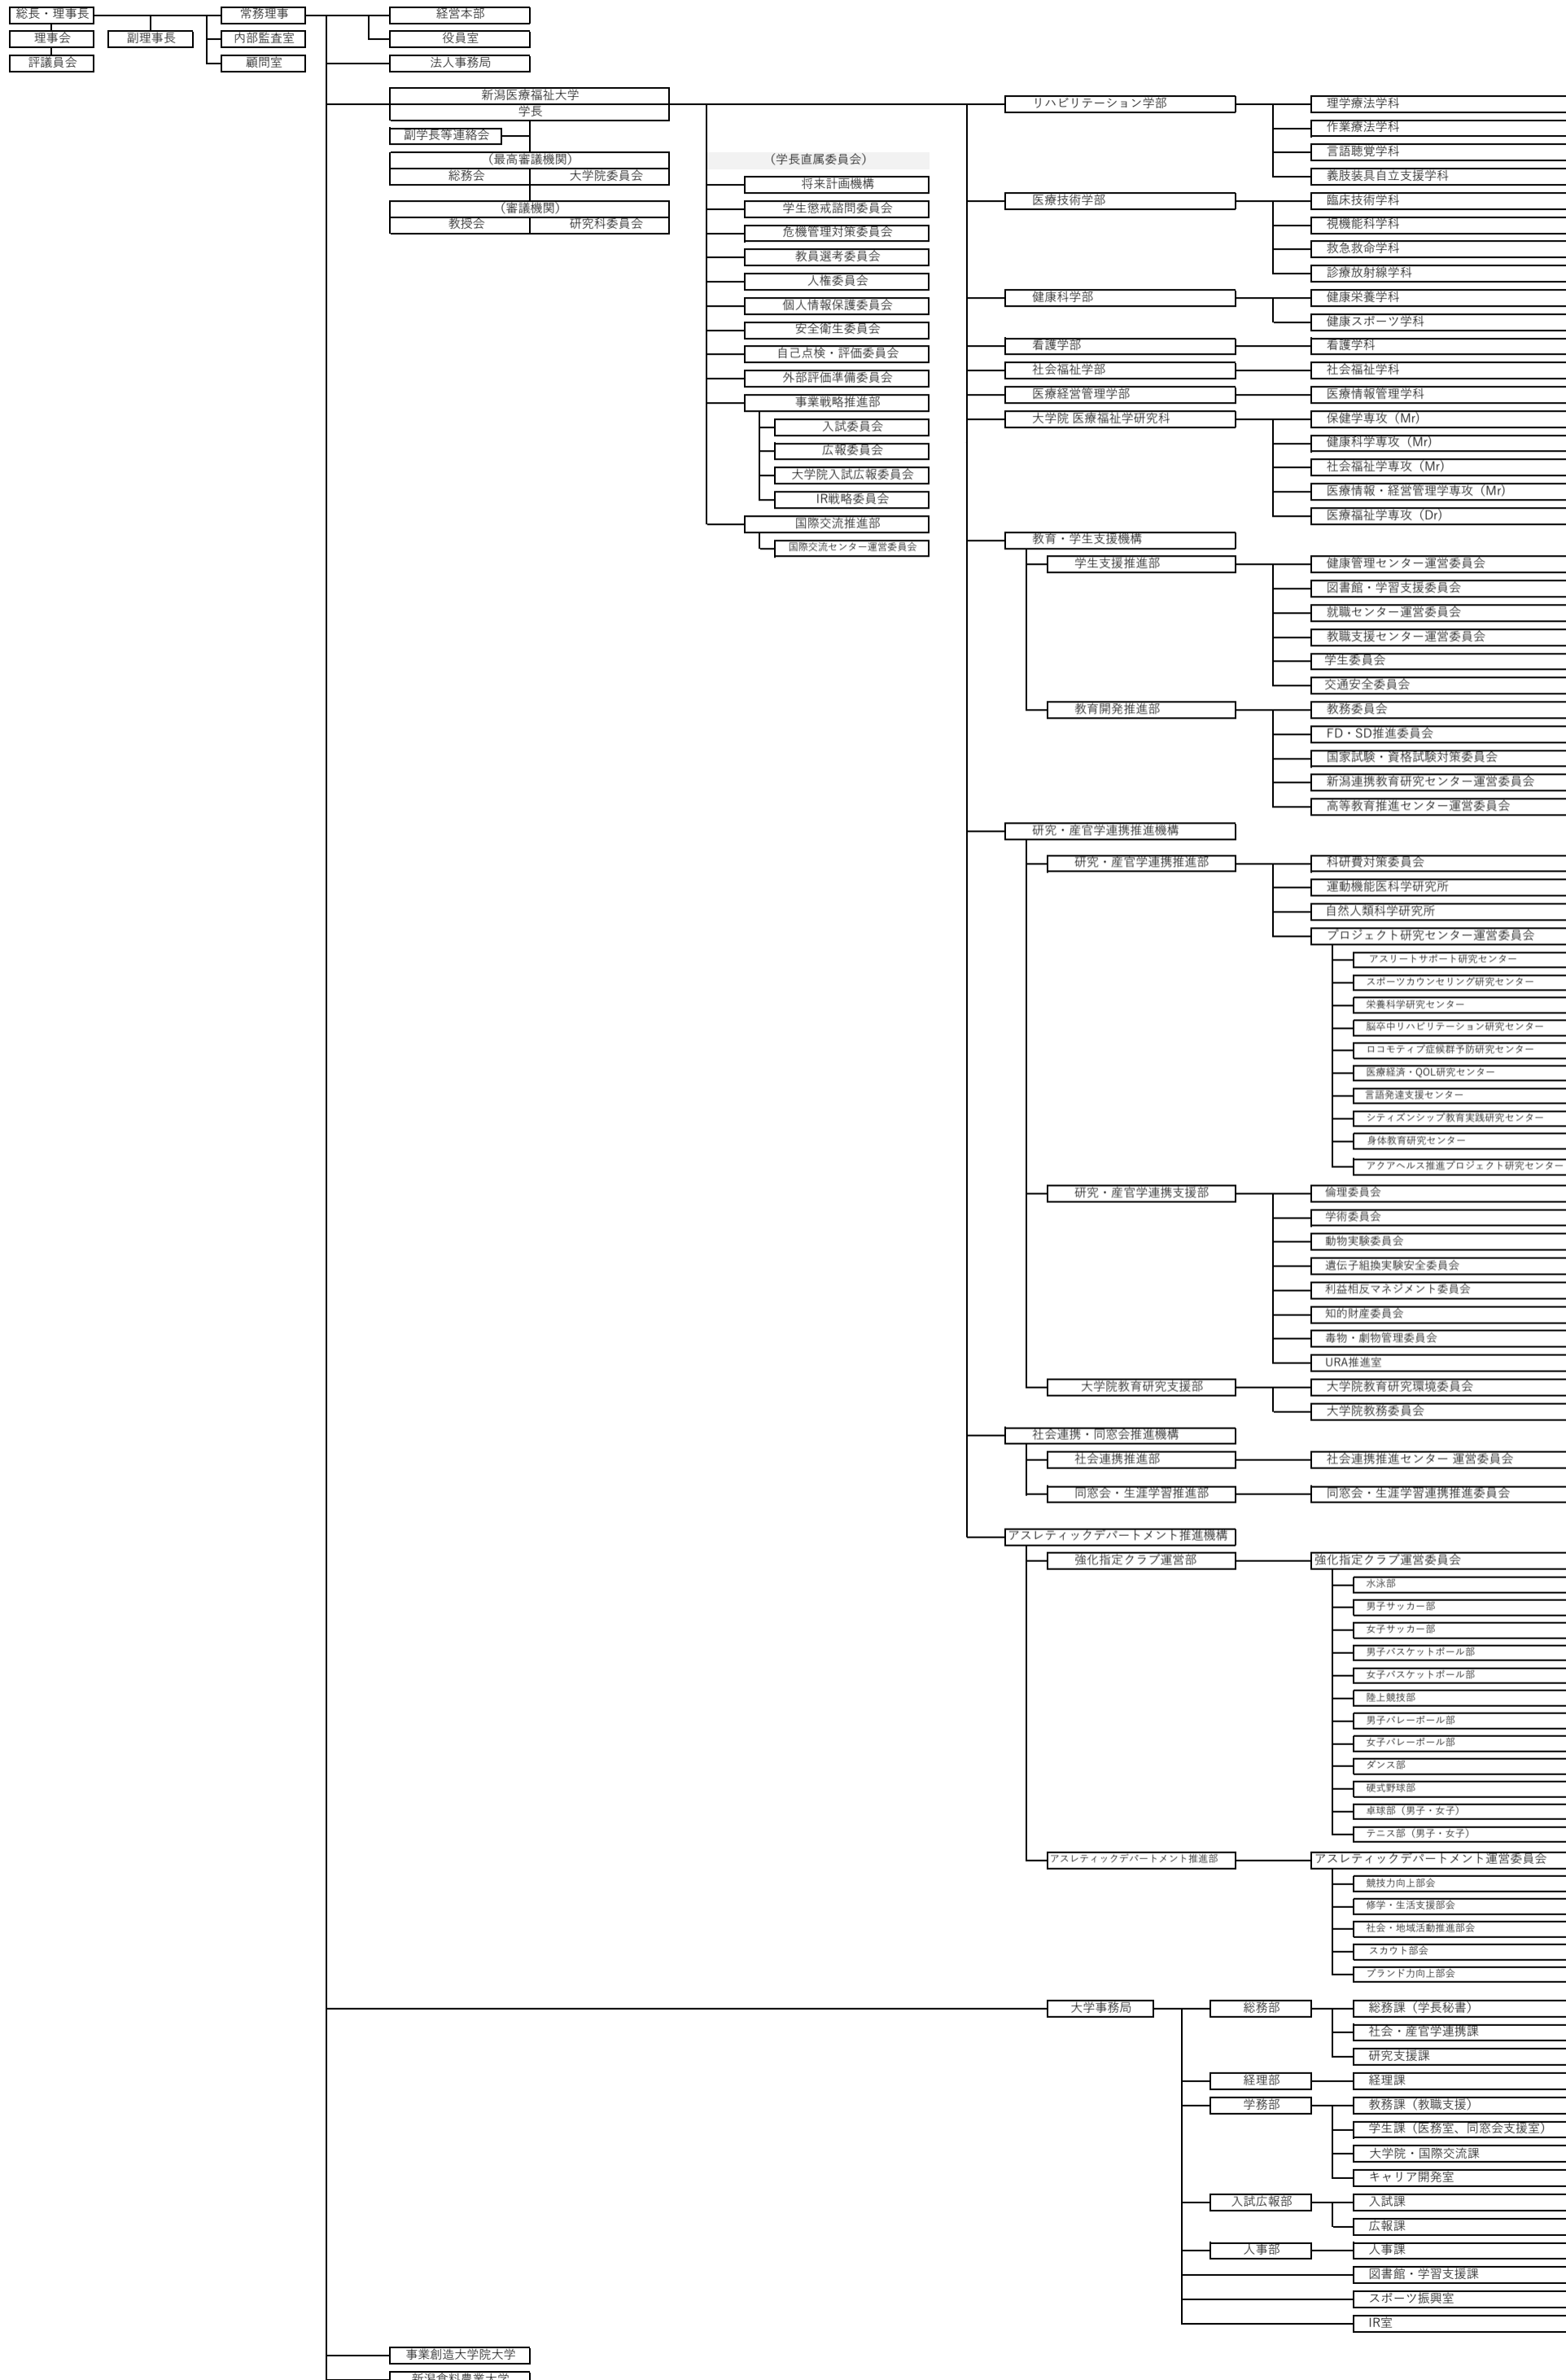 総長・理事長
理事会
評議員会
副理事長
常務理事
内部監査室
顧問室
経営本部
役員室
法人事務局
新潟医療福祉大学
学長
副学長等連絡会
(最高審議機関)
総務会 大学院委員会
(審議機関)
教授会 研究科委員会
(学長直属委員会)
将来計画機構
学生懲戒諮問委員会
危機管理対策委員会
教員選考委員会
人権委員会
個人情報保護委員会
安全衛生委員会
自己点検・評価委員会
外部評価準備委員会
事業戦略推進部
入試委員会
広報委員会
大学院入試広報委員会
IR戦略委員会
国際交流推進部
国際交流センター運営委員会
リハビリテーション学部
理学療法学科
作業療法学科
言語聴覚学科
義肢装具自立支援学科
医療技術学部
臨床技術学科
視機能科学科
救急救命学科
診療放射線学科
健康科学部
健康栄養学科
健康スポーツ学科
看護学部
看護学科
社会福祉学部
社会福祉学科
医療経営管理学部
医療情報管理学科
大学院 医療福祉学研究科
保健学専攻(Mr)
健康科学専攻(Mr)
社会福祉学専攻(Mr)
医療情報・経営管理学専攻(Mr)
医療福祉学専攻(Dr)
教育・学生支援機構
学生支援推進部
健康管理センター運営委員会
図書館・学習支援委員会
就職センター運営委員会
教職支援センター運営委員会
学生委員会
交通安全委員会
教育開発推進部
教務委員会
FD・SD推進委員会
国家試験・資格試験対策委員会
新潟連携教育研究センター運営委員会
高等教育推進センター運営委員会
研究・産官学連携推進機構
研究・産官学連携推進部
科研費対策委員会
運動機能医科学研究所
自然人類科学研究所
プロジェクト研究センター運営委員会
アスリートサポート研究センター
スポーツカウンセリング研究センター
栄養科学研究センター
脳卒中リハビリテーション研究センター
ロコモティブ症候群予防研究センター
医療経済・QOL研究センター
言語発達支援センター
シティズンシップ教育実践研究センター
身体教育研究センター
アクアヘルス推進プロジェクト研究センター
研究・産官学連携支援部
倫理委員会
学術委員会
動物実験委員会
遺伝子組換実験安全委員会
利益相反マネジメント委員会
知的財産委員会
毒物・劇物管理委員会
URA推進室
大学院教育研究支援部
大学院教育研究環境委員会
大学院教務委員会
社会連携・同窓会推進機構
社会連携推進部
社会連携推進センター 運営委員会
同窓会・生涯学習推進部
同窓会・生涯学習連携推進委員会
アスレティックデパートメント推進機構
強化指定クラブ運営部
強化指定クラブ運営委員会
水泳部
男子サッカー部
女子サッカー部
男子バスケットボール部
女子バスケットボール部
陸上競技部
男子バレーボール部
女子バレーボール部
ダンス部
硬式野球部
卓球部(男子・女子)
テニス部(男子・女子)
アスレティックデパートメント推進部
アスレティックデパートメント運営委員会
競技力向上部会
修学・生活支援部会
社会・地域活動推進部会
スカウト部会
ブランド力向上部会
大学事務局
総務部
総務課(学長秘書)
社会・産官学連携課
研究支援課
経理部
経理課
学務部
教務課(教職支援)
学生課(医務室、同窓会支援室)
大学院・国際交流課
キャリア開発室
入試広報部
入試課
広報課
人事部
人事課
図書館・学習支援課
スポーツ振興室
IR室
事業創造大学院大学
新潟食料農業大学